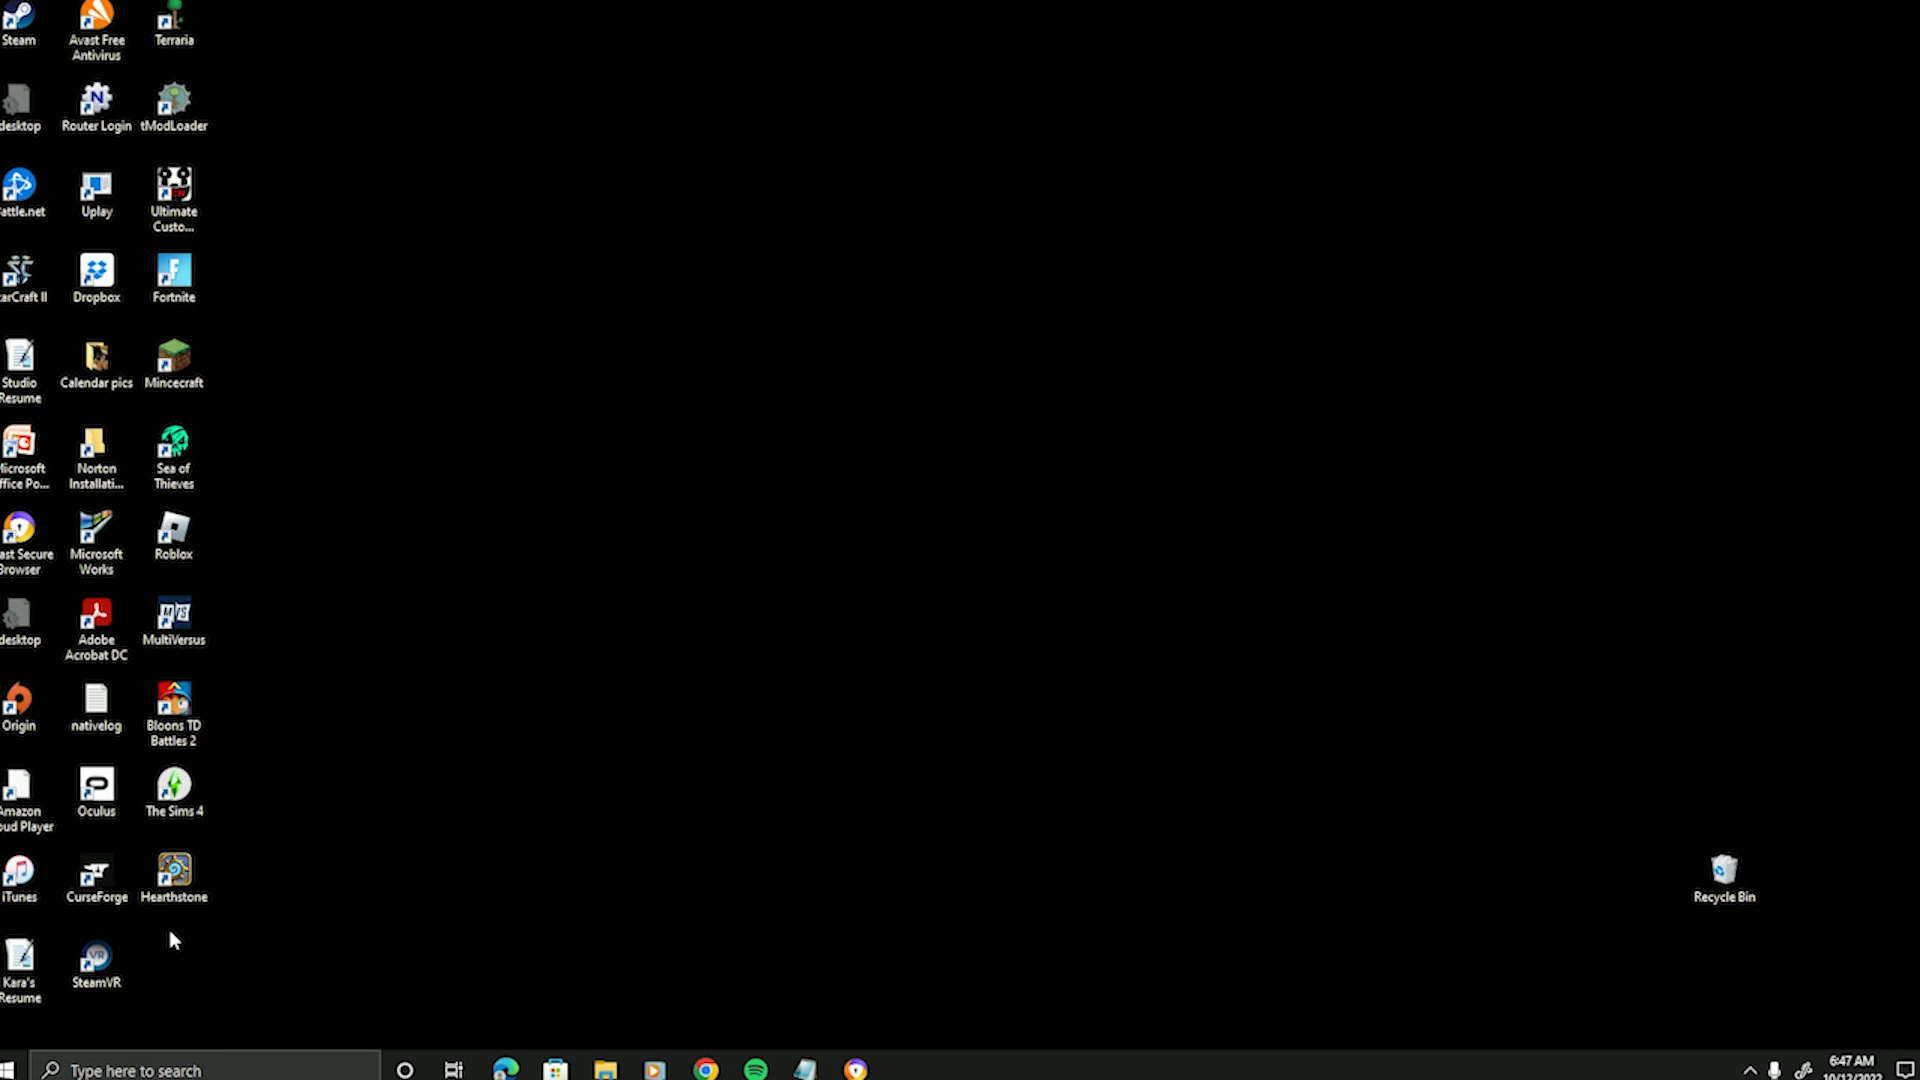 Steam
Avast Free
Antivirus
Terraria
desktop
Router Login
tModLoader
attle.net
Uplay
Ultimate
Custo...
arCraft II
Dropbox
Fortnite
Studio
Resume
Calendar pics
Mincecraft
Microsoft
ffice Po...
Norton
Installati...
Sea of
Thieves
ast Secure
Browser
Microsoft
Works
Roblox
desktop
Adobe
Acrobat DC
MultiVersus
Origin
nativelog
Bloons TD
Battles 2
Amazon
oud Player
Oculus
The Sims 4
iTunes
CurseForge
Hearthstone
Recycle Bin
Kara's
Resume
SteamVR
Type here to search
6:47 AM
10/12/2022